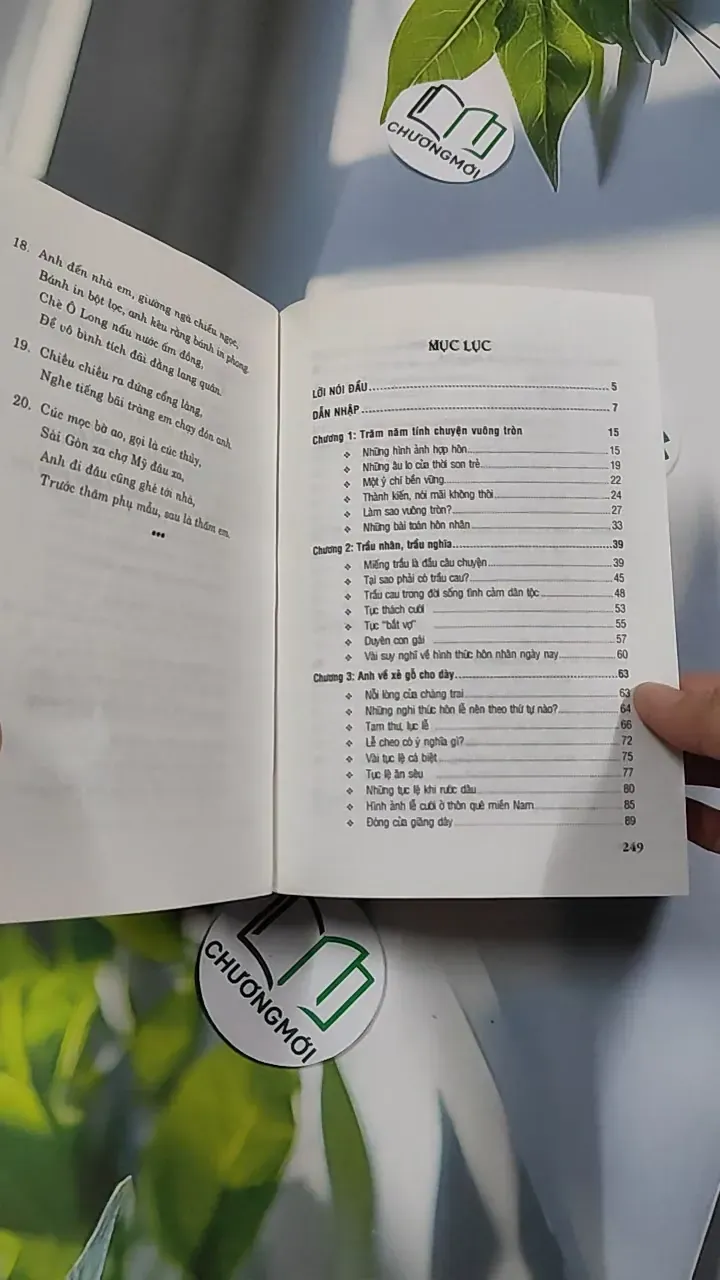 CHƯƠNGMỚI
18. Anh đến nhà em, giường ngà chiếu ngọc,
Bánh in bột lọc, anh kêu rằng bánh in phong.
Chè Ô Long nấu nước ấm đồng,
Để vô bình tích đãi đằng lang quân.
19. Chiều chiều ra đứng cổng làng,
Nghe tiếng bãi tràng em chạy đón anh.
20. Cúc mọc bờ ao, gọi là cúc thủy,
Sài Gòn xa chợ Mỹ đâu xa,
Anh đi đâu cũng ghé tới nhà,
Trước thăm phụ mẫu, sau là thăm em.
***
MỤC LỤC
LỜI NÓI ĐẦU 5
DẪN NHẬP 7
Chương 1: Trăm năm tính chuyện vuông tròn 15
❖ Những hình ảnh hợp hôn 15
❖ Những âu lo của thời son trẻ 19
❖ Một ý chí bền vững 22
❖ Thành kiến, nòi mãi không thôi 24
❖ Làm sao vuông tròn? 27
❖ Những bài toán hôn nhân 33
Chương 2: Trầu nhân, trầu nghĩa 39
❖ Miếng trầu là đầu câu chuyện 39
❖ Tại sao phải có trầu cau? 45
❖ Trầu cau trong đời sống tình cảm dân tộc 48
❖ Tục thách cưới 53
❖ Tục "bắt vợ" 55
❖ Duyên con gái 57
❖ Vài suy nghĩ về hình thức hôn nhân ngày nay 60
Chương 3: Anh về xẻ gỗ cho dày 63
❖ Nỗi lòng của chàng trai 63
❖ Những nghi thức hôn lễ nên theo thứ tự nào? 64
❖ Tam thư, lục lễ 66
❖ Lễ cheo có ý nghĩa gì? 72
❖ Vài tục lệ cá biệt 75
❖ Tục lệ ăn sêu 77
❖ Những tục lệ khi rước dâu 80
❖ Hình ảnh lễ cưới ở thôn quê miền Nam 85
❖ Đóng cửa giăng dây 89
249
CHƯƠNGMỚI